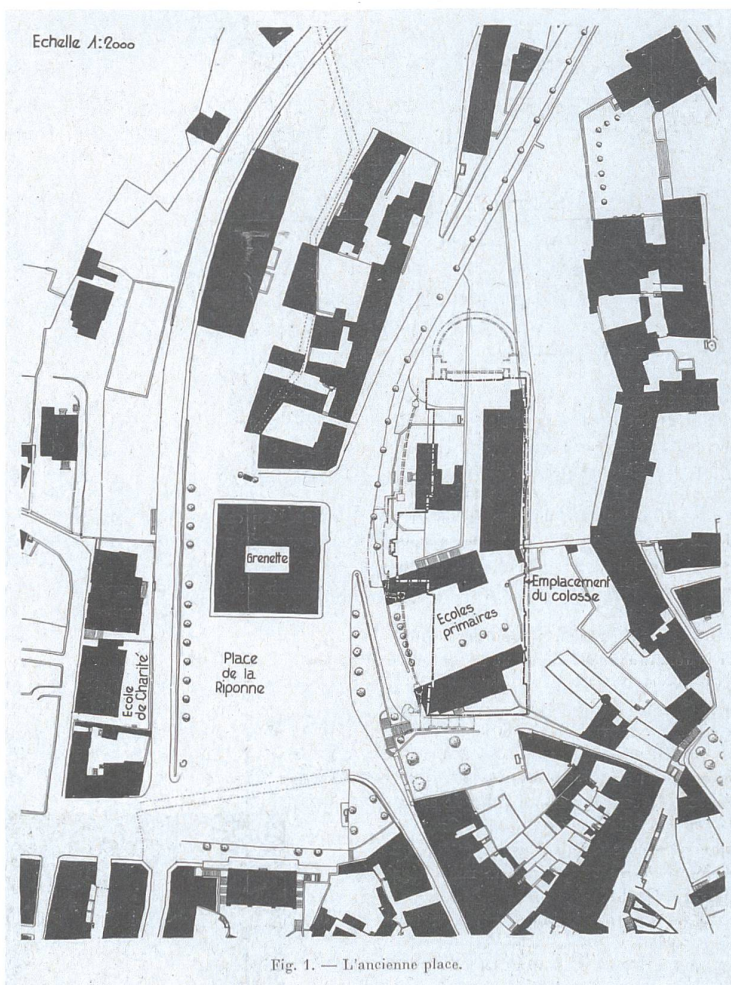 Echelle 1:2000
Grenette
Emplacement
du colosse
Ecoles
primaires
Place
de la
Riponne
Ecole
de Charité
Fig. 1. — L'ancienne place.